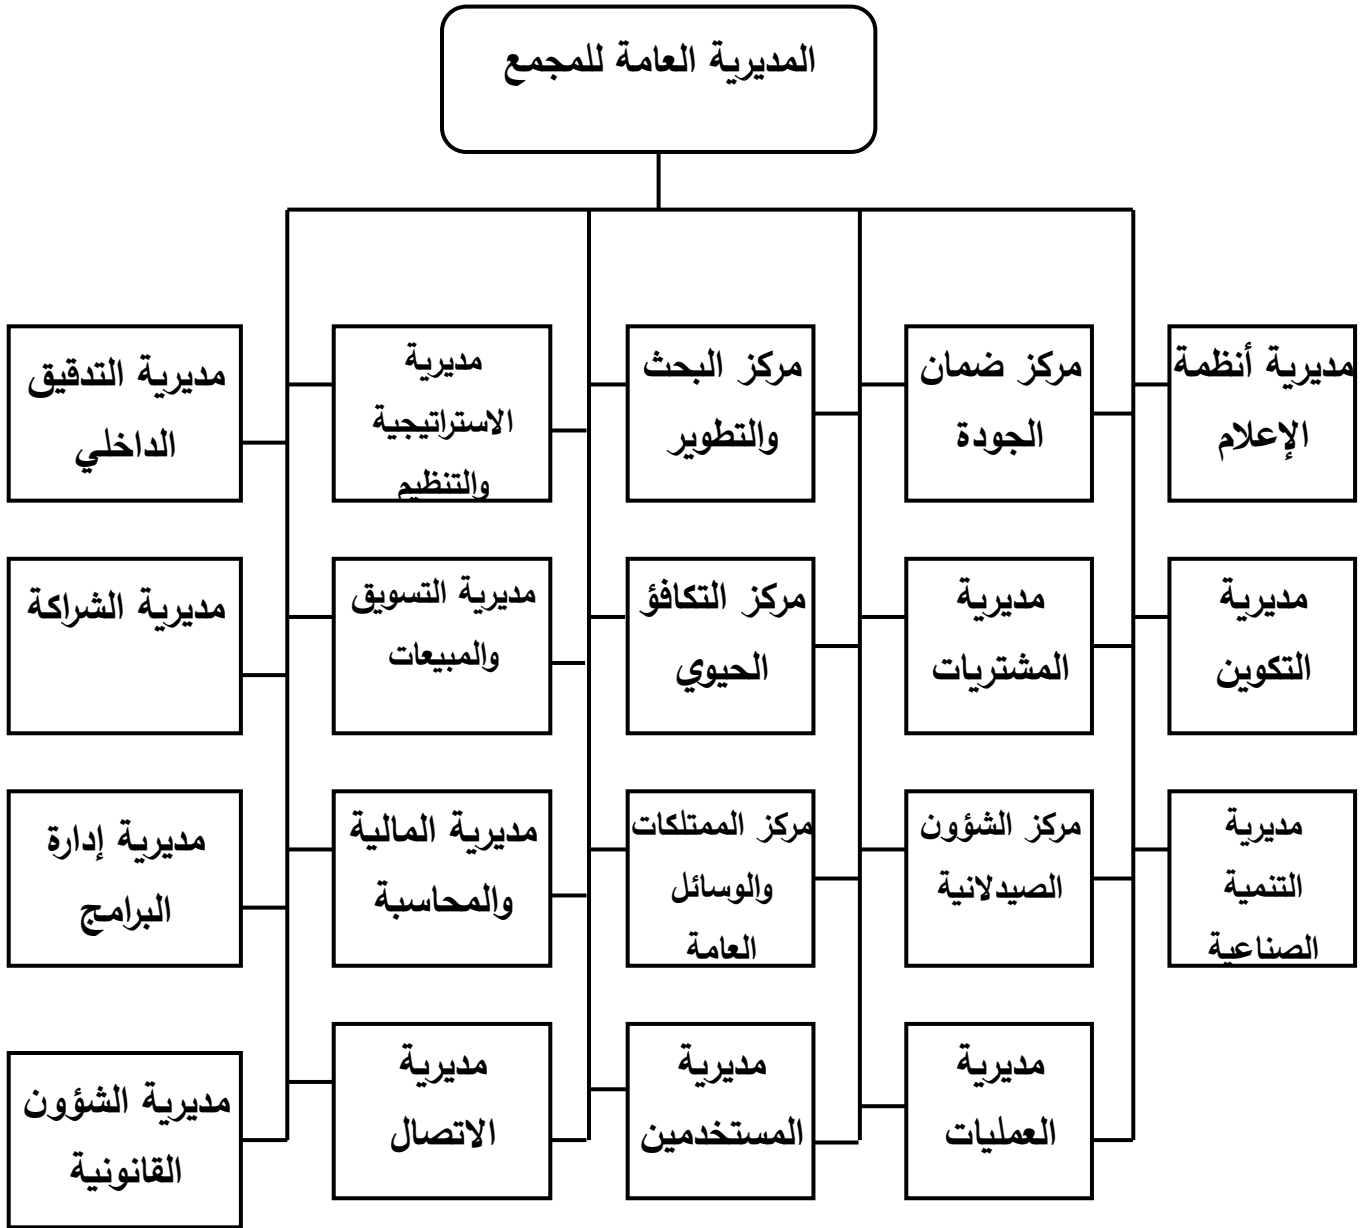 المديرية العامة للمجمع
مديرية أنظمة
الإعلام
مركز ضمان
الجودة
مركز البحث
والتطوير
مديرية
الاستراتيجية
والتنظيم
مديرية التدقيق
الداخلي
مديرية
التكوين
مديرية
المشتريات
مركز التكافؤ
الحيوي
مديرية التسويق
والمبيعات
مديرية الشراكة
مديرية
التنمية
الصناعية
مركز الشؤون
الصيدلانية
مركز الممتلكات
والوسائل
العامة
مديرية المالية
والمحاسبة
مديرية إدارة
البرامج
مديرية
العمليات
مديرية
المستخدمين
مديرية
الاتصال
مديرية الشؤون
القانونية